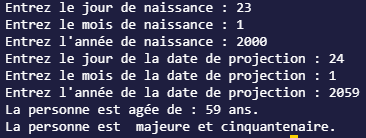 Entrez le jour de naissance : 23
Entrez le mois de naissance : 1
Entrez l'année de naissance : 2000
Entrez le jour de la date de projection : 24
Entrez le mois de la date de projection : 1
Entrez l'année de la date de projection : 2059
La personne est agée de : 59 ans.
La personne est  majeure et cinquantenaire.